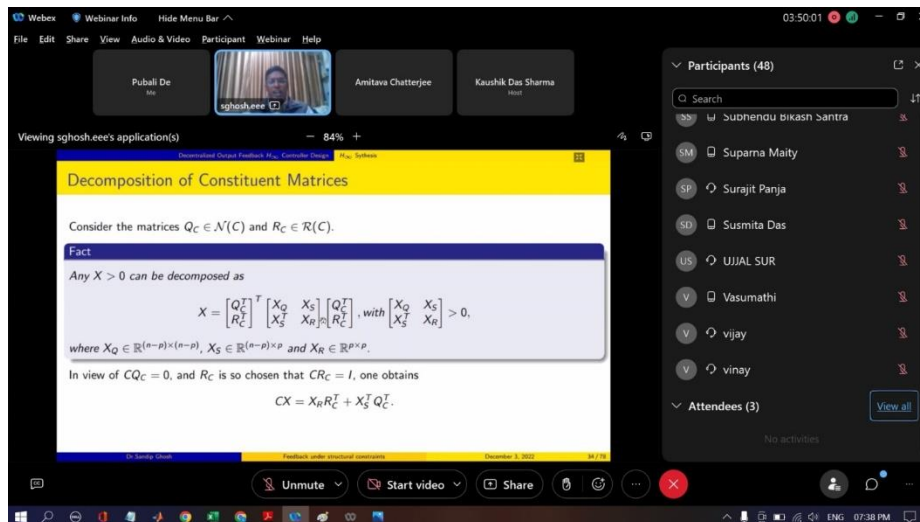 Webex Webinar Info Hide Menu Bar 03:50:01
File Edit Share View Audio & Video Participant Webinar Help
Pubali De
Me
sghosh.eee
Amitava Chatterjee
Kaushik Das Sharma
Host
Viewing sghosh.eee's application(s) − 84% +
Decentralized Output Feedback H∞ Controller Design H∞ Sythesis
Decomposition of Constituent Matrices
Consider the matrices Q_C ∈ N(C) and R_C ∈ R(C).
Fact
Any X > 0 can be decomposed as
X = [Q_C^T; R_C^T]^T [X_Q X_S; X_S^T X_R] [Q_C^T; R_C^T], with [X_Q X_S; X_S^T X_R] > 0,
where X_Q ∈ ℝ^{(n−p)×(n−p)}, X_S ∈ ℝ^{(n−p)×p} and X_R ∈ ℝ^{p×p}.
In view of CQ_C = 0, and R_C is so chosen that CR_C = I, one obtains
CX = X_R R_C^T + X_S^T Q_C^T.
Dr Sandip Ghosh Feedback under structural constraints December 3, 2022 34 / 78
Participants (48)
Search
SS Subhendu Bikash Santra
SM Suparna Maity
SP Surajit Panja
SD Susmita Das
US UJJAL SUR
V Vasumathi
V vijay
V vinay
Attendees (3) View all
No activities
Unmute Start video Share
ENG 07:38 PM